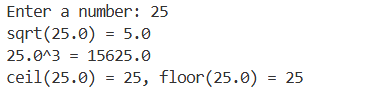 Enter a number: 25
sqrt(25.0) = 5.0
25.0^3 = 15625.0
ceil(25.0) = 25, floor(25.0) = 25